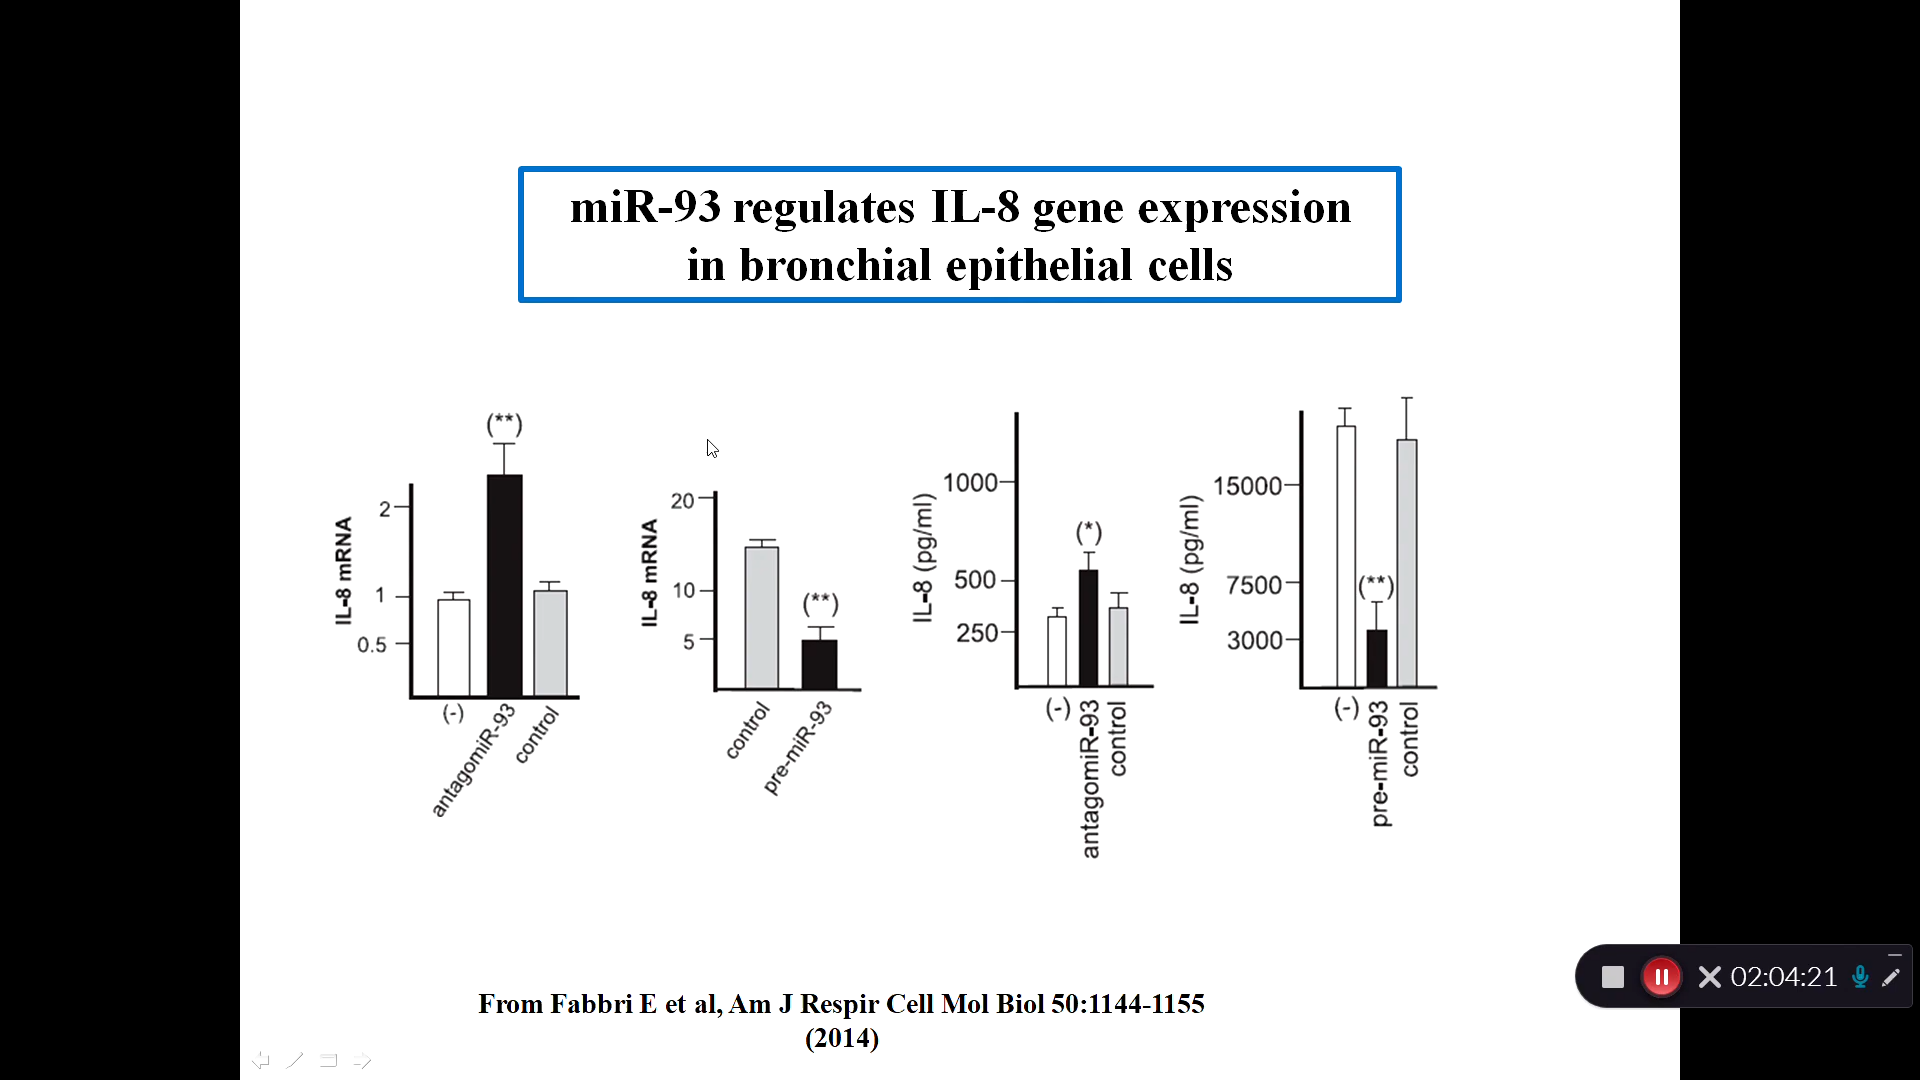 miR-93 regulates IL-8 gene expression
in bronchial epithelial cells
IL-8 mRNA
2
1
0.5
(**)
(-)
antagomiR-93
control
IL-8 mRNA
20
10
5
(**)
control
pre-miR-93
IL-8 (pg/ml)
1000
500
250
(*)
(-)
antagomiR-93
control
IL-8 (pg/ml)
15000
7500
3000
(**)
(-)
pre-miR-93
control
02:04:21
From Fabbri E et al, Am J Respir Cell Mol Biol 50:1144-1155
(2014)